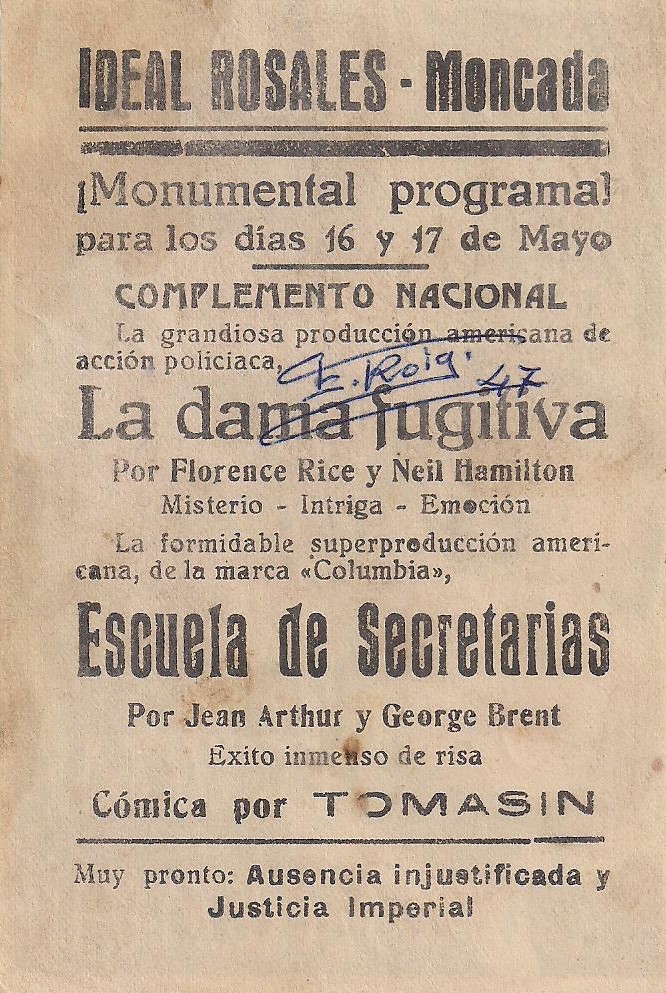 IDEAL ROSALES - Moncada
¡Monumental programa!
para los días 16 y 17 de Mayo
COMPLEMENTO NACIONAL
La grandiosa producción americana de
acción policiaca,
E. Roig. 47
La dama fugitiva
Por Florence Rice y Neil Hamilton
Misterio - Intriga - Emoción
La formidable superproducción ameri-
cana, de la marca «Columbia»,
Escuela de Secretarias
Por Jean Arthur y George Brent
Exito inmenso de risa
Cómica por TOMASIN
Muy pronto: Ausencia injustificada y
Justicia Imperial